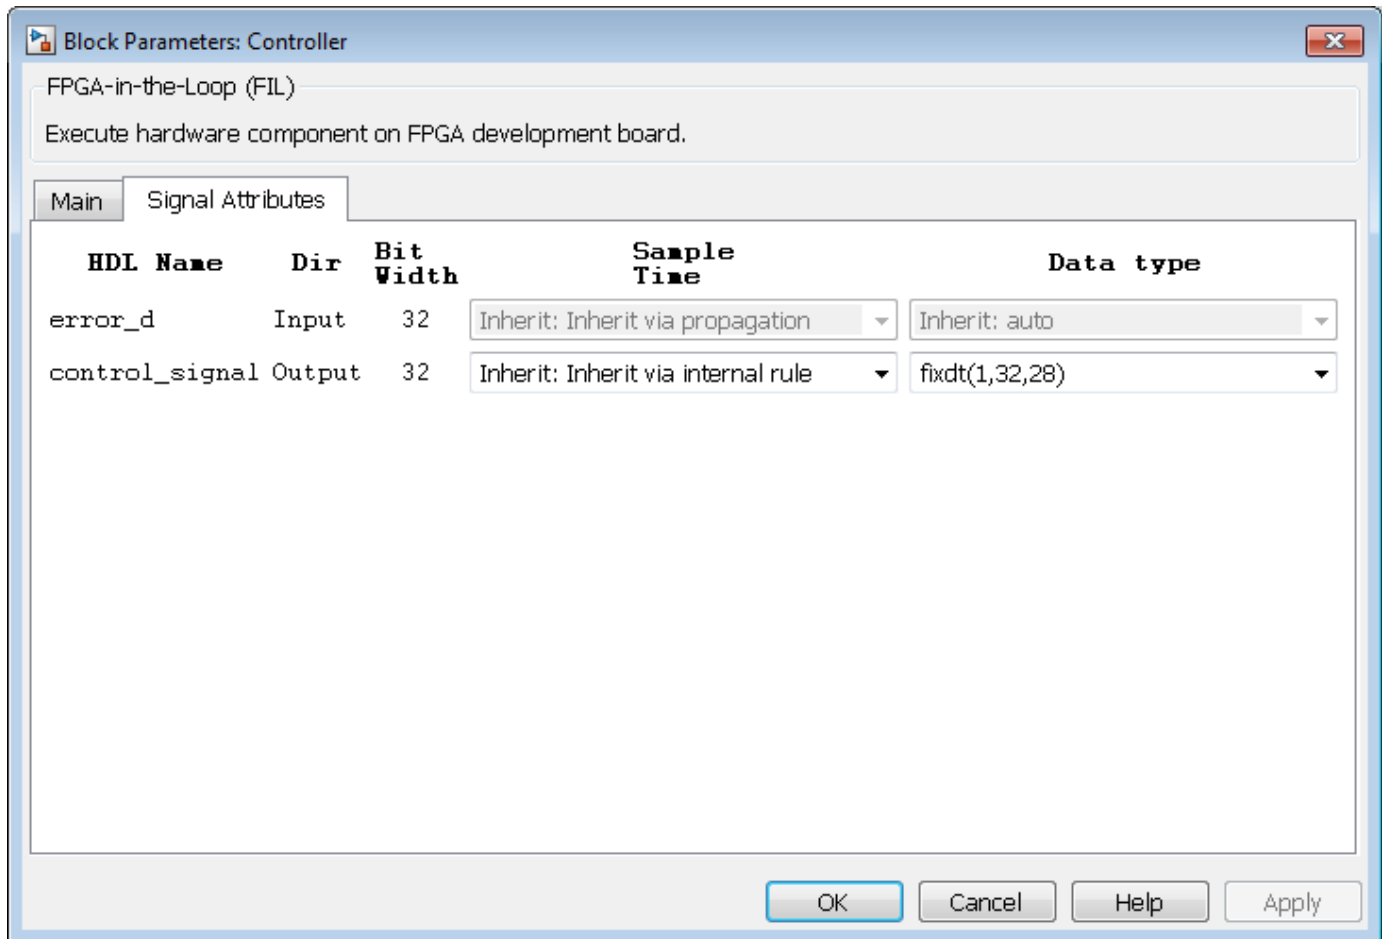 Block Parameters: Controller
FPGA-in-the-Loop (FIL)
Execute hardware component on FPGA development board.
Main Signal Attributes
HDL Name Dir Bit Width Sample Time Data type
error_d Input 32 Inherit: Inherit via propagation Inherit: auto
control_signal Output 32 Inherit: Inherit via internal rule fixdt(1,32,28)
OK Cancel Help Apply